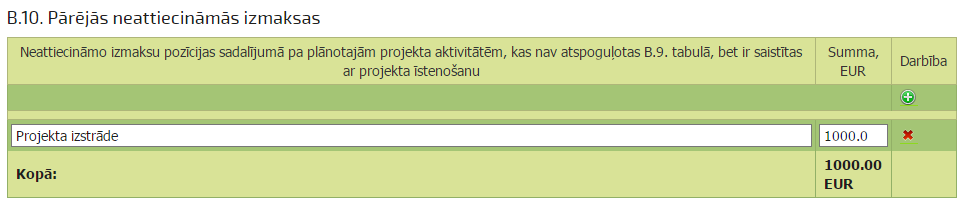 B.10. Pārējās neattiecināmās izmaksas
Neattiecināmo izmaksu pozīcijas sadalījumā pa plānotajām projekta aktivitātēm, kas nav atspoguļotas B.9. tabulā, bet ir saistītas
ar projekta īstenošanu
Summa,
EUR
Darbība
Projekta izstrāde
1000.0
Kopā:
1000.00
EUR